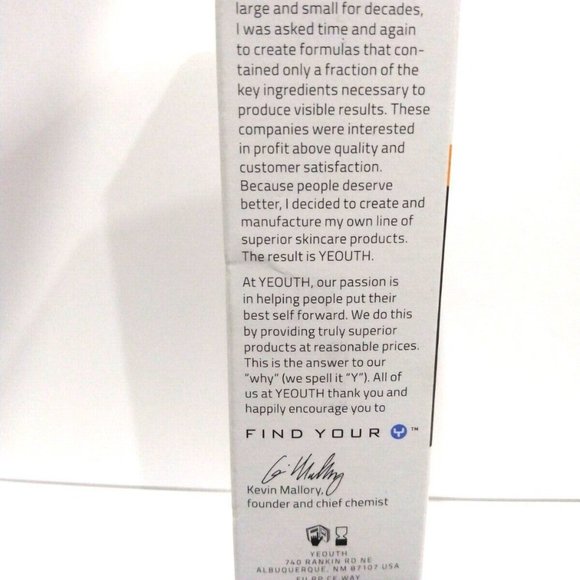 large and small for decades,
I was asked time and again
to create formulas that con-
tained only a fraction of the
key ingredients necessary to
produce visible results. These
companies were interested
in profit above quality and
customer satisfaction.
Because people deserve
better, I decided to create and
manufacture my own line of
superior skincare products.
The result is YEOUTH.
At YEOUTH, our passion is
in helping people put their
best self forward. We do this
by providing truly superior
products at reasonable prices.
This is the answer to our
"why" (we spell it "Y"). All of
us at YEOUTH thank you and
happily encourage you to
FIND YOUR Y™
Kevin Mallory,
founder and chief chemist
YEOUTH
740 RANKIN RD NE
ALBUQUERQUE, NM 87107 USA